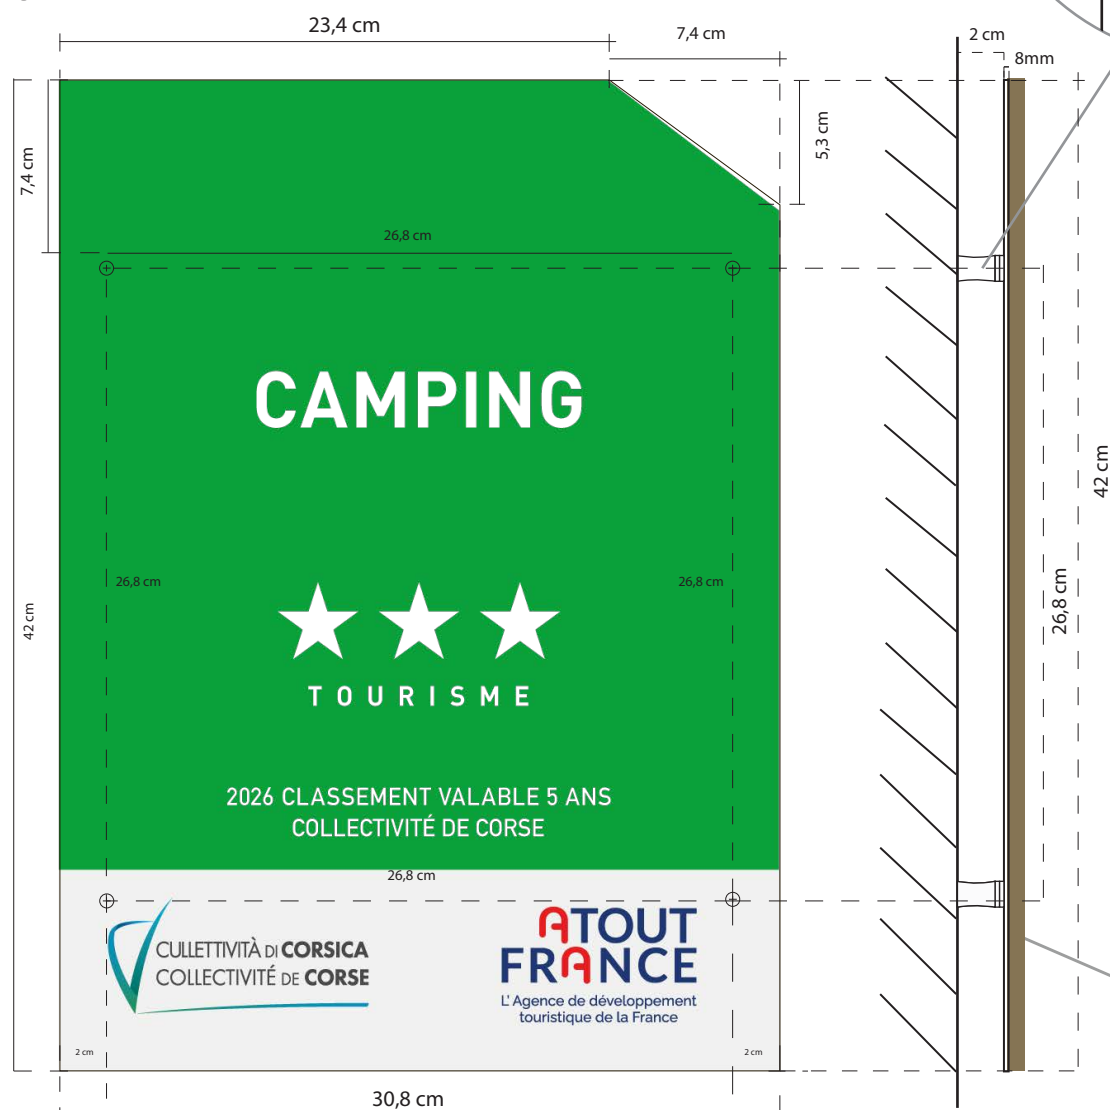 23,4 cm
7,4 cm
2 cm
8mm
7,4 cm
5,3 cm
26,8 cm
CAMPING
42 cm
26,8 cm
26,8 cm
26,8 cm
42 cm
TOURISME
2026 CLASSEMENT VALABLE 5 ANS
COLLECTIVITÉ DE CORSE
26,8 cm
CULLETTIVITÀ DI CORSICA
COLLECTIVITÉ DE CORSE
ATOUT
FRANCE
L'Agence de développement
touristique de la France
2 cm
2 cm
30,8 cm